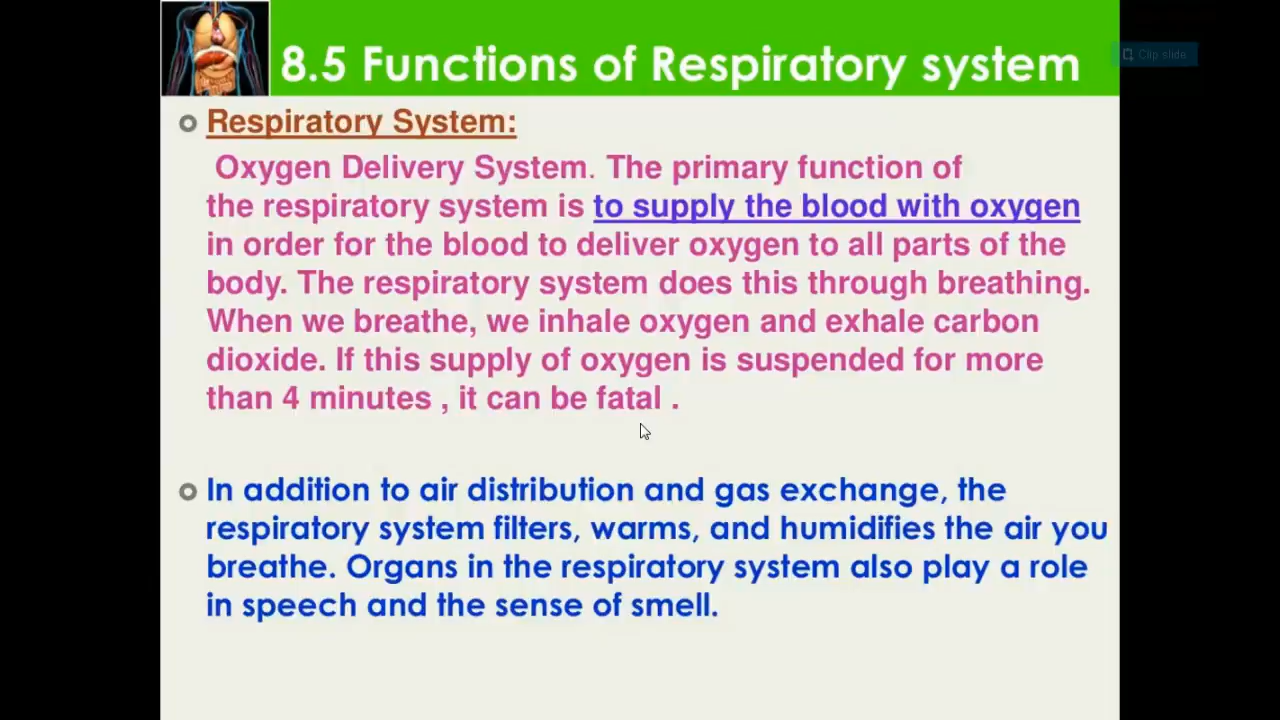 8.5 Functions of Respiratory system
Clip slide
Respiratory System:
Oxygen Delivery System. The primary function of
the respiratory system is to supply the blood with oxygen
in order for the blood to deliver oxygen to all parts of the
body. The respiratory system does this through breathing.
When we breathe, we inhale oxygen and exhale carbon
dioxide. If this supply of oxygen is suspended for more
than 4 minutes , it can be fatal .
In addition to air distribution and gas exchange, the
respiratory system filters, warms, and humidifies the air you
breathe. Organs in the respiratory system also play a role
in speech and the sense of smell.